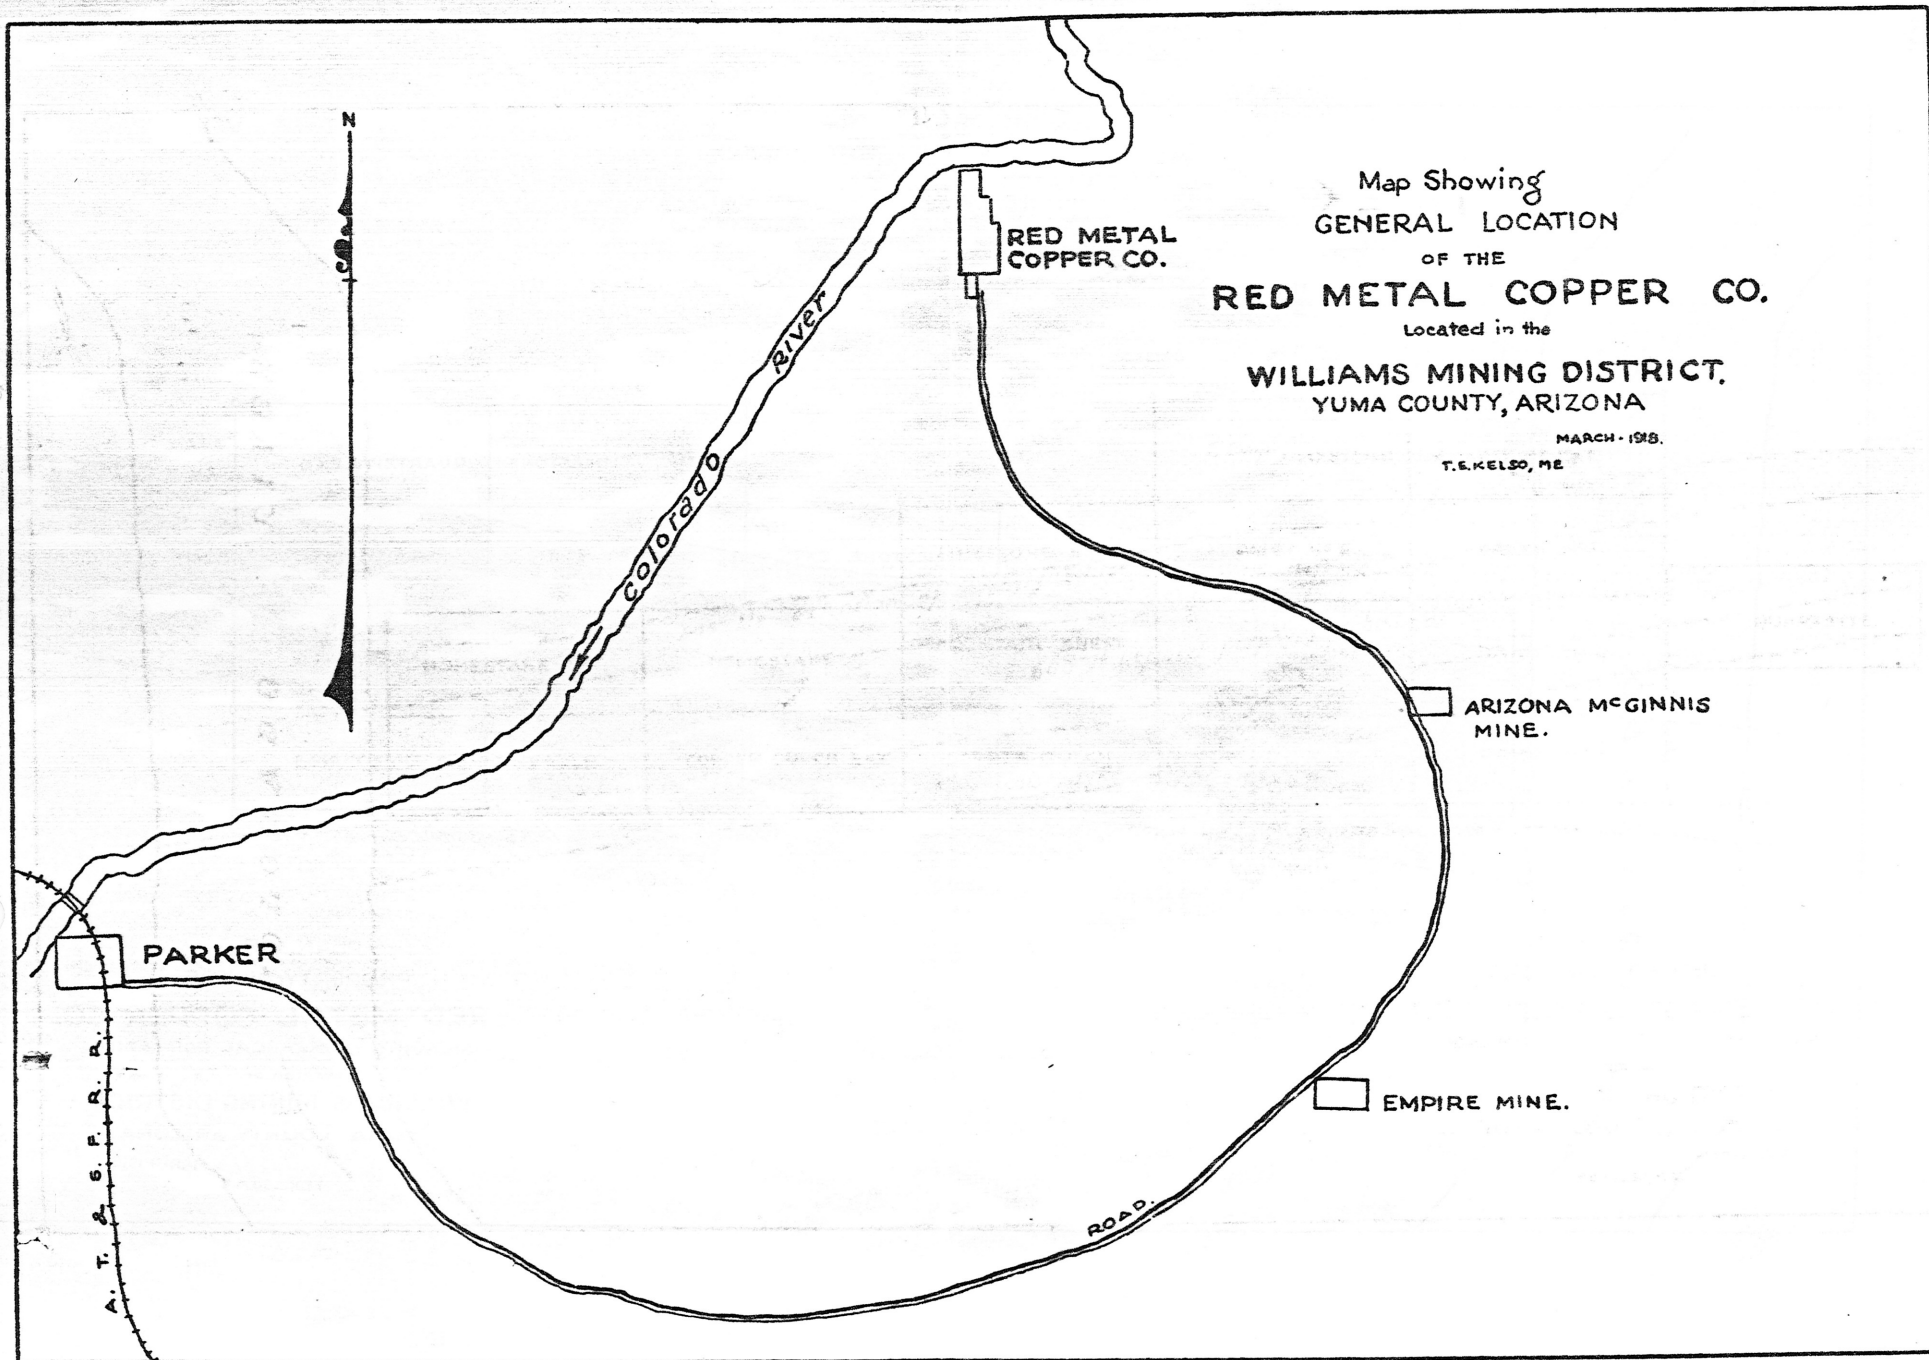 N
Map Showing
GENERAL LOCATION
OF THE
RED METAL COPPER CO.
Located in the
WILLIAMS MINING DISTRICT.
YUMA COUNTY, ARIZONA
MARCH - 1918.
T.E. KELSO, ME
RED METAL
COPPER CO.
Colorado River
ARIZONA McGINNIS
MINE.
PARKER
EMPIRE MINE.
ROAD.
A. T. & S. F. R. R.